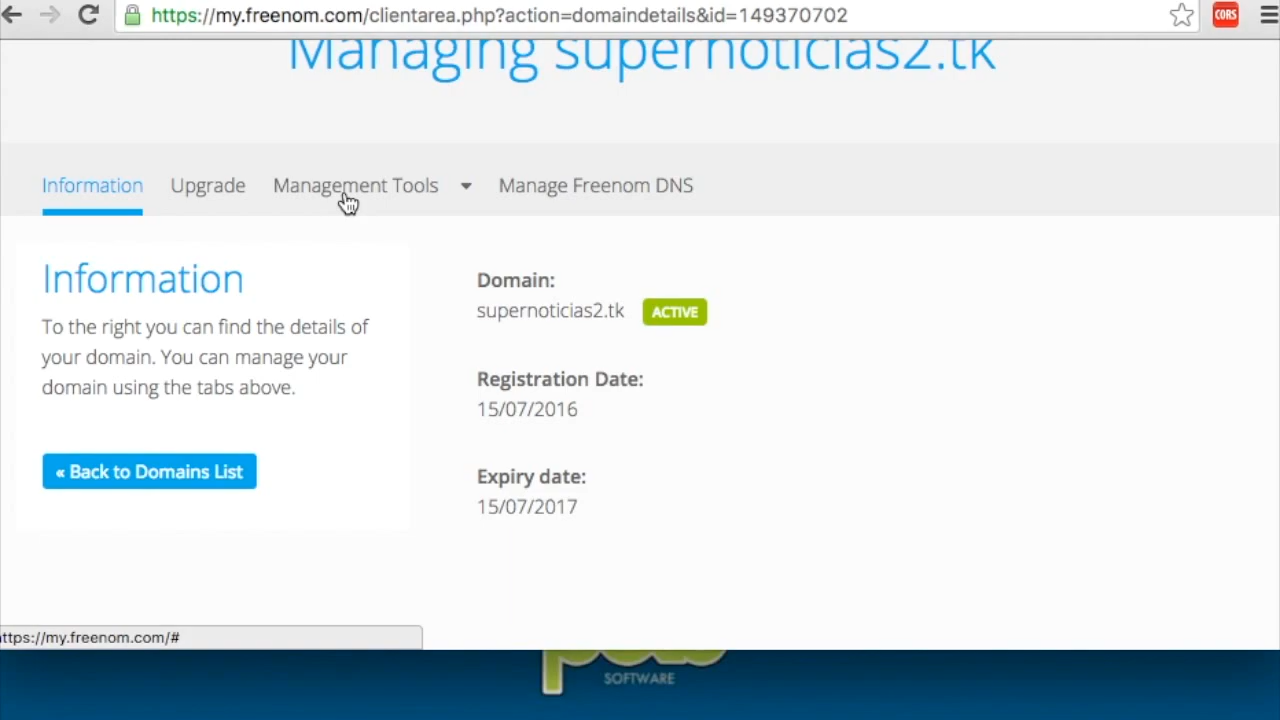 https://my.freenom.com/clientarea.php?action=domaindetails&id=149370702
CORS
Managing supernoticias2.tk
Information Upgrade Management Tools Manage Freenom DNS
Information
To the right you can find the details of
your domain. You can manage your
domain using the tabs above.
« Back to Domains List
Domain:
supernoticias2.tk ACTIVE
Registration Date:
15/07/2016
Expiry date:
15/07/2017
ttps://my.freenom.com/#
SOFTWARE